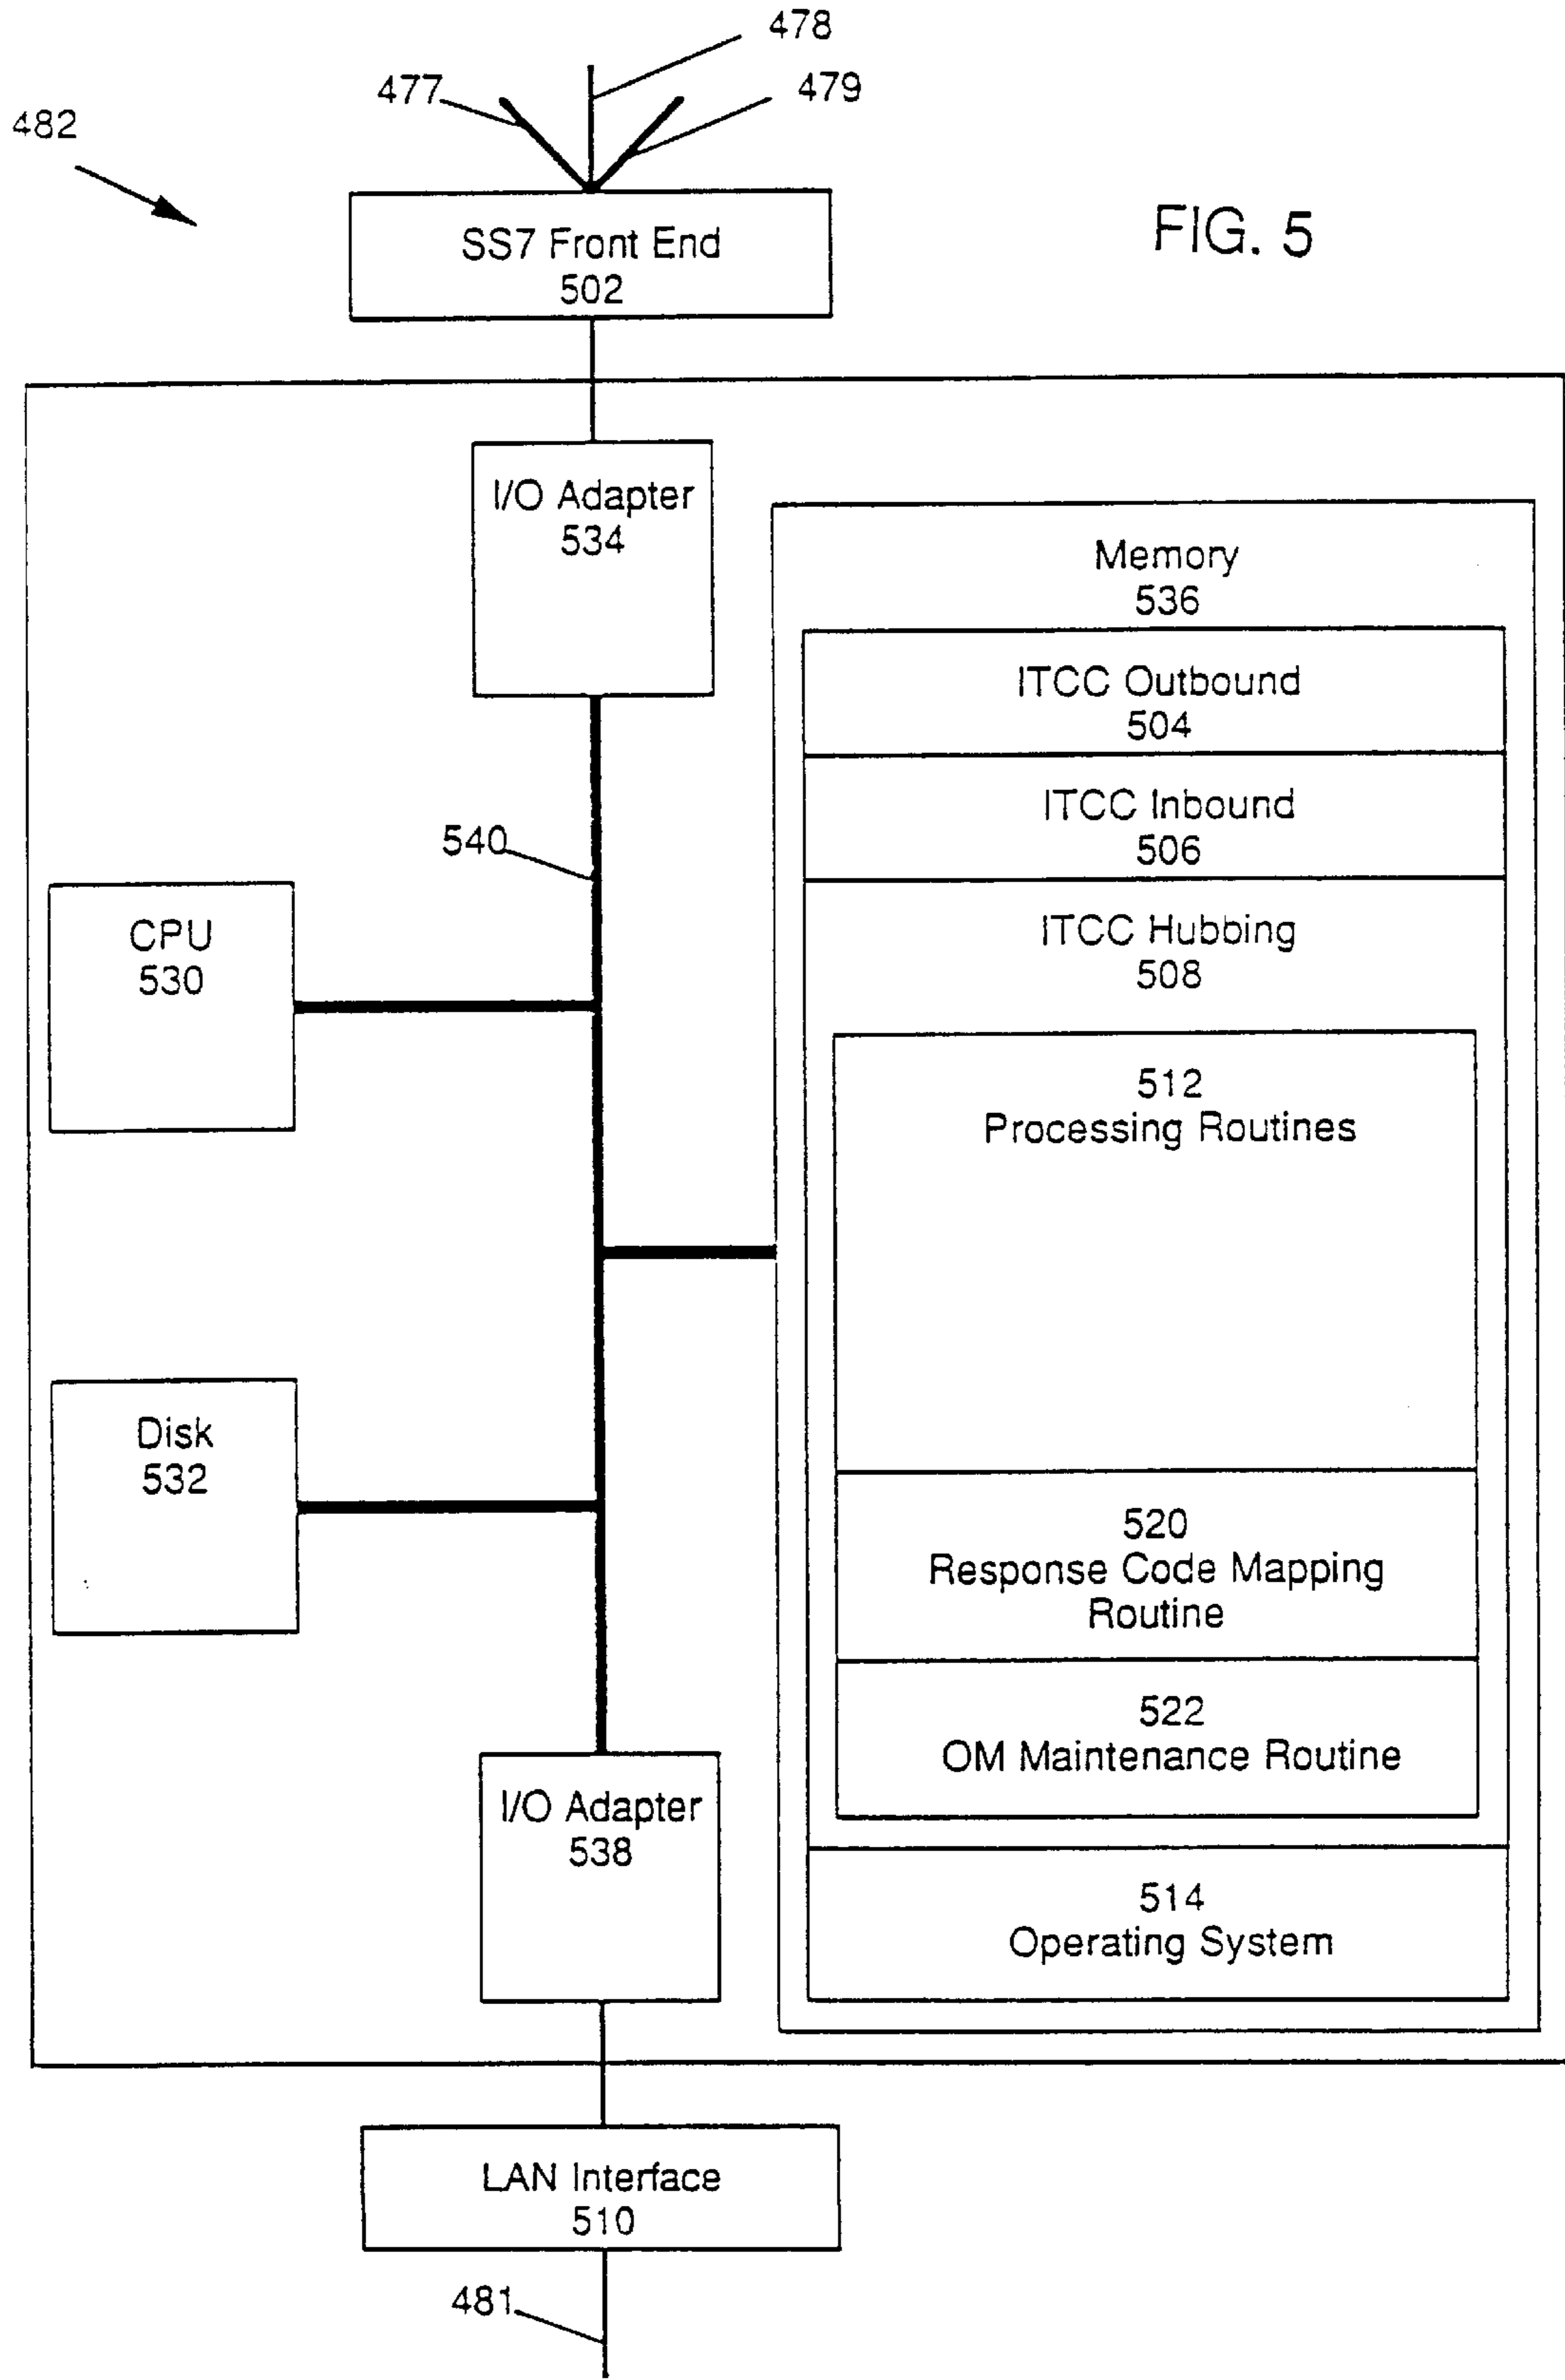 478
477
479
482
SS7 Front End
502
FIG. 5
I/O Adapter
534
Memory
536
ITCC Outbound
504
ITCC Inbound
506
540
CPU
530
ITCC Hubbing
508
512
Processing Routines
Disk
532
520
Response Code Mapping
Routine
522
OM Maintenance Routine
I/O Adapter
538
514
Operating System
LAN Interface
510
481